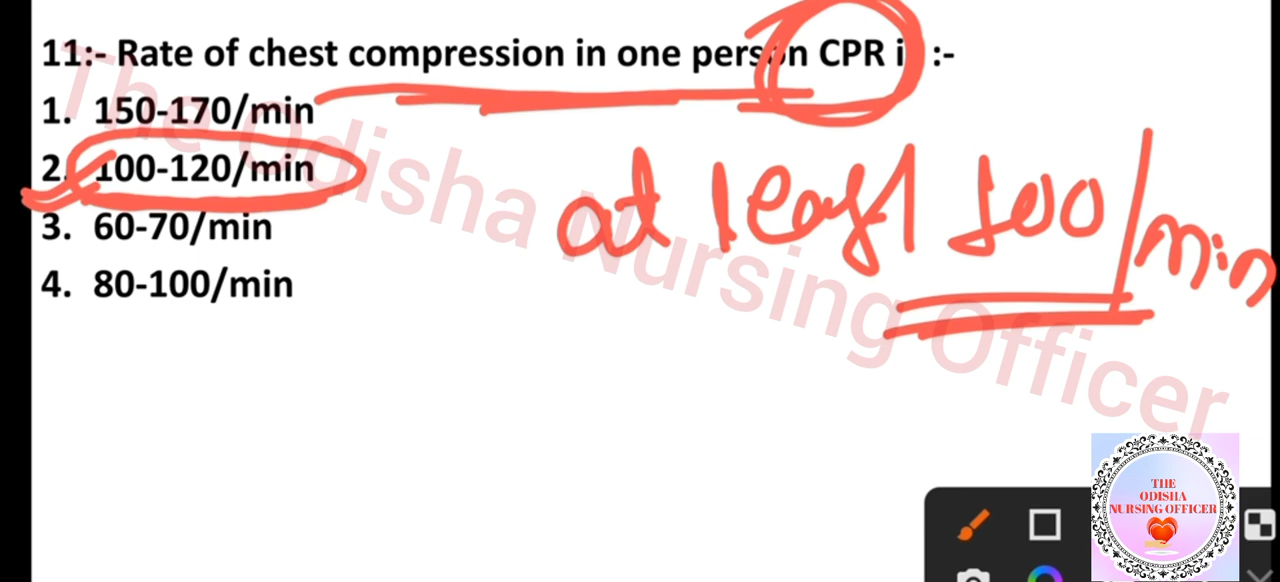 11:- Rate of chest compression in one person CPR i :-
1. 150-170/min
2. 100-120/min
3. 60-70/min
4. 80-100/min
at least 100/min
The Odisha Nursing Officer
THE
ODISHA
NURSING OFFICER